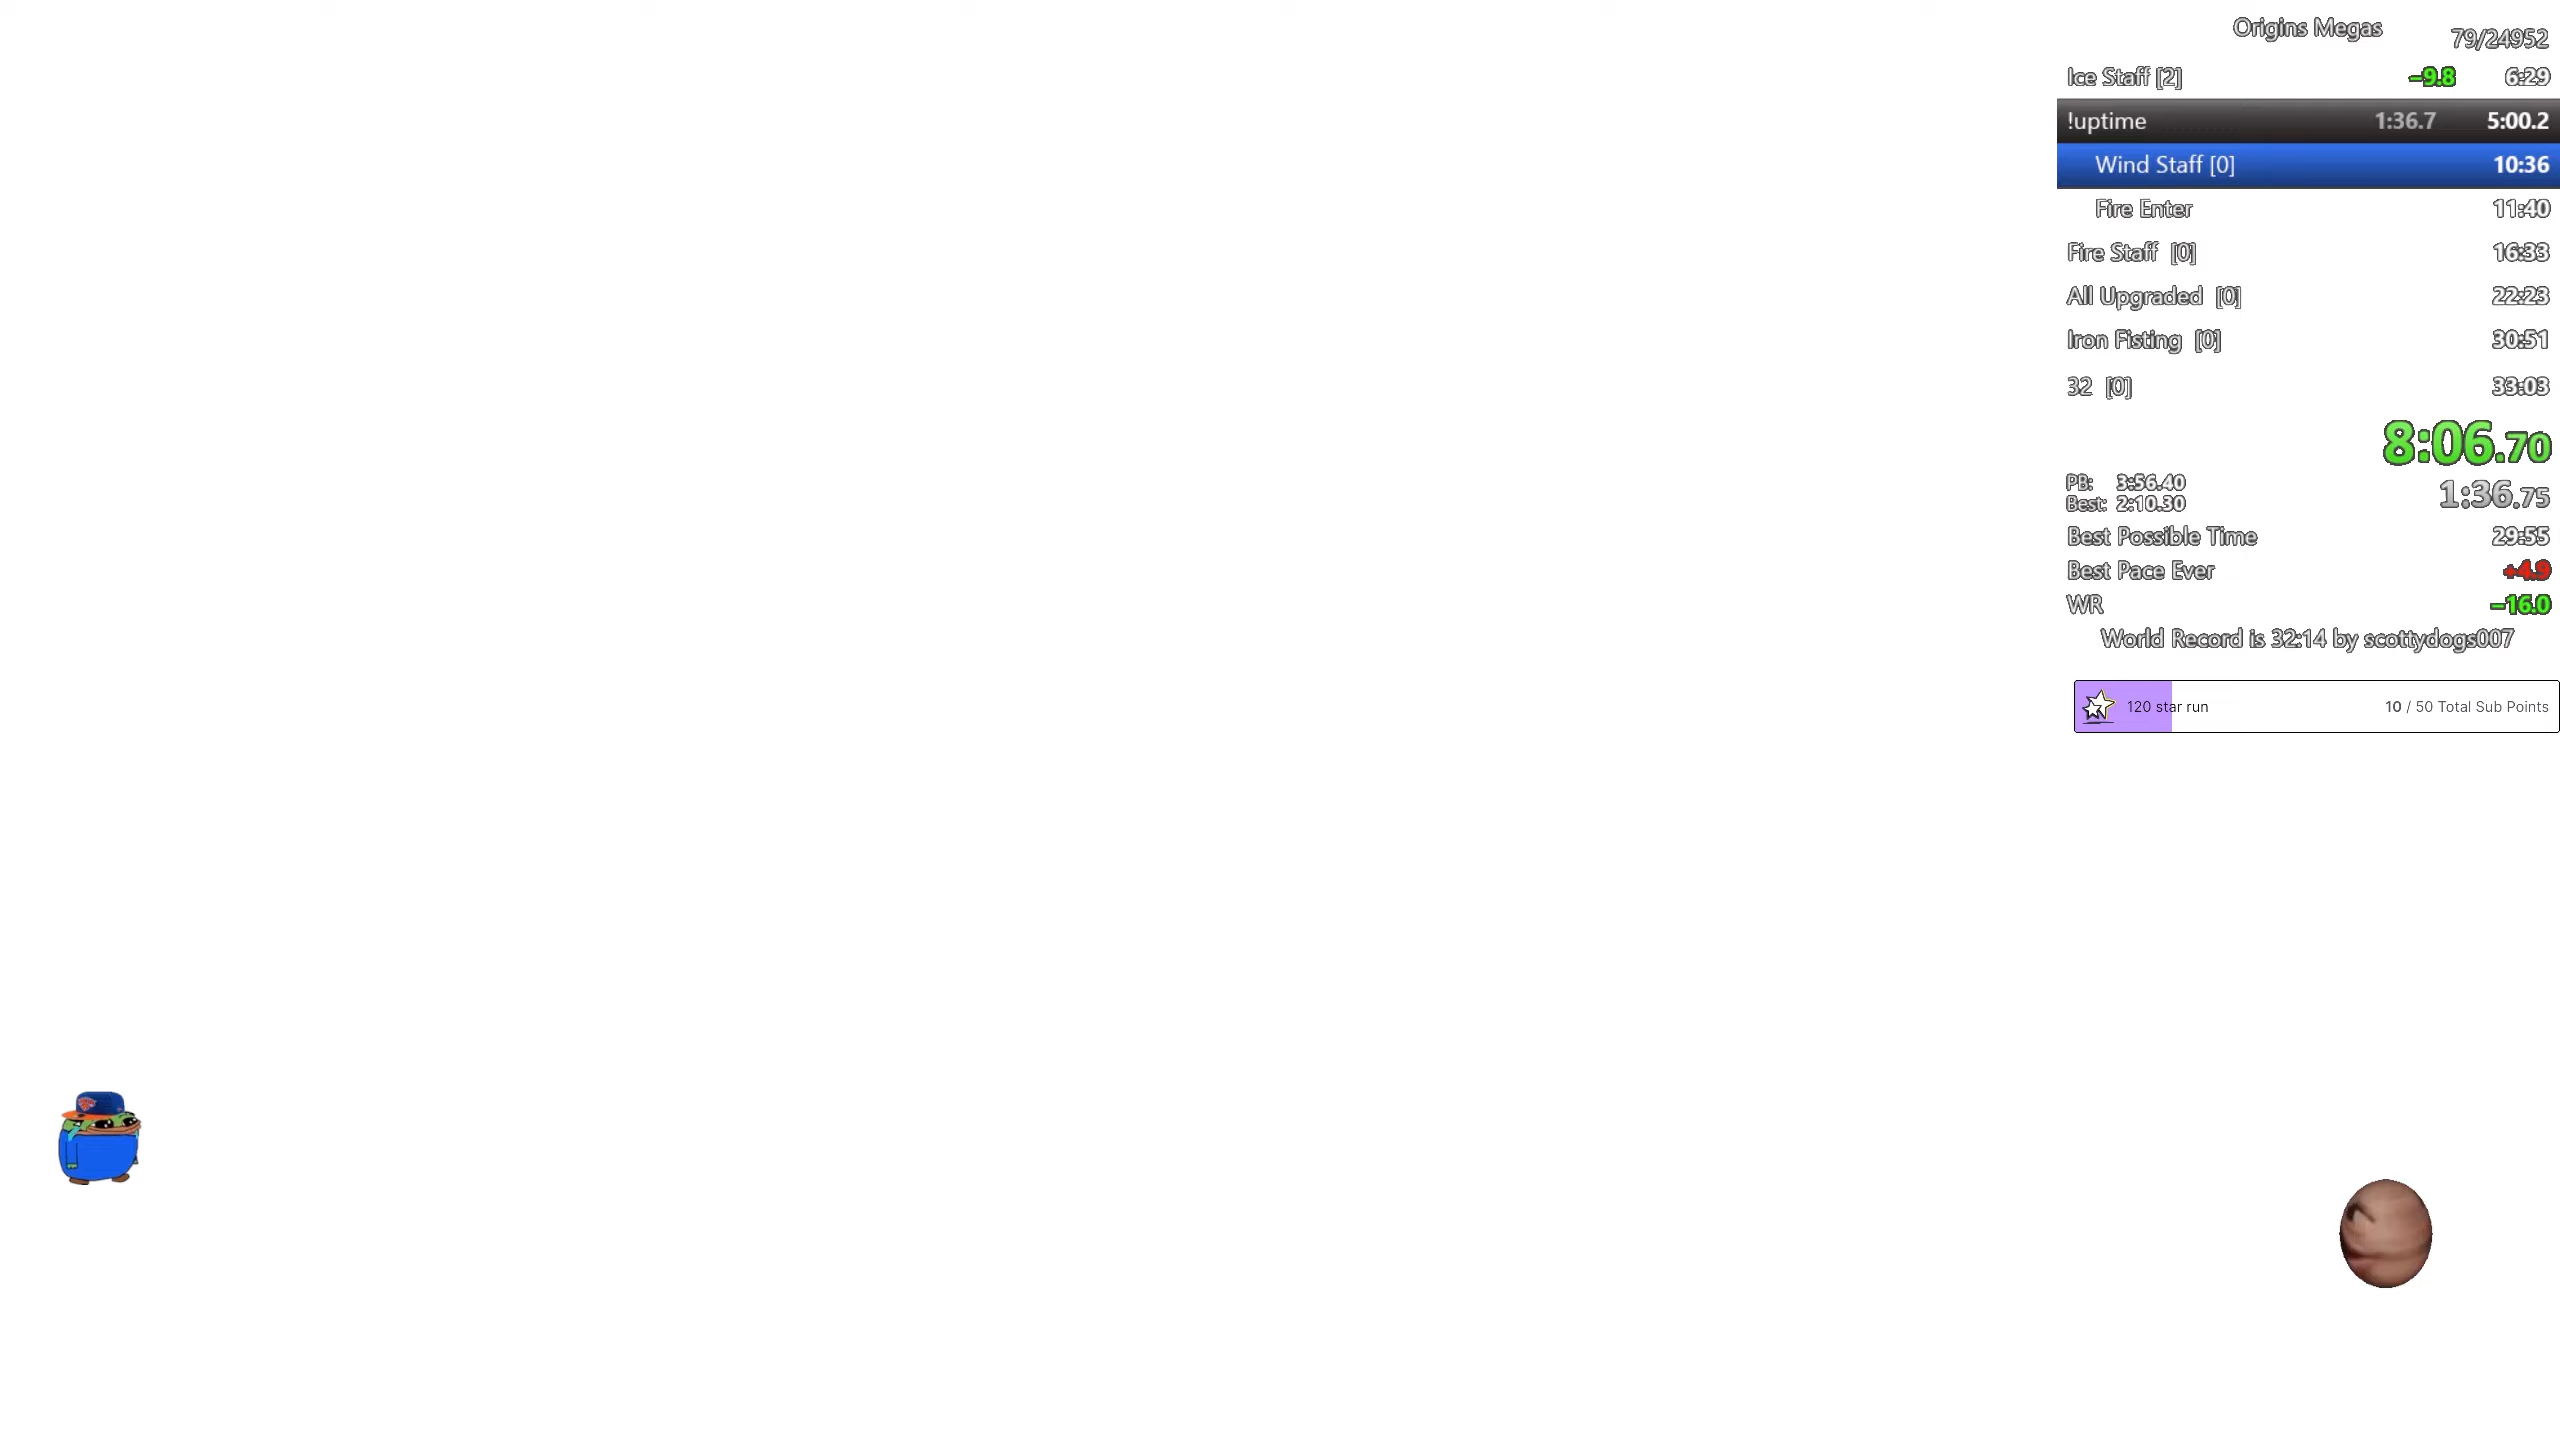 Origins Megas
79/24952
Ice Staff [2] -9.8 6:29
!uptime 1:36.7 5:00.2
Wind Staff [0] 10:36
Fire Enter 11:40
Fire Staff [0] 16:33
All Upgraded [0] 22:23
Iron Fisting [0] 30:51
32 [0] 33:03
8:06.70
PB: 3:56.40
Best: 2:10.30
1:36.75
Best Possible Time 29:55
Best Pace Ever +4.9
WR -16.0
World Record is 32:14 by scottydogs007
120 star run 10 / 50 Total Sub Points